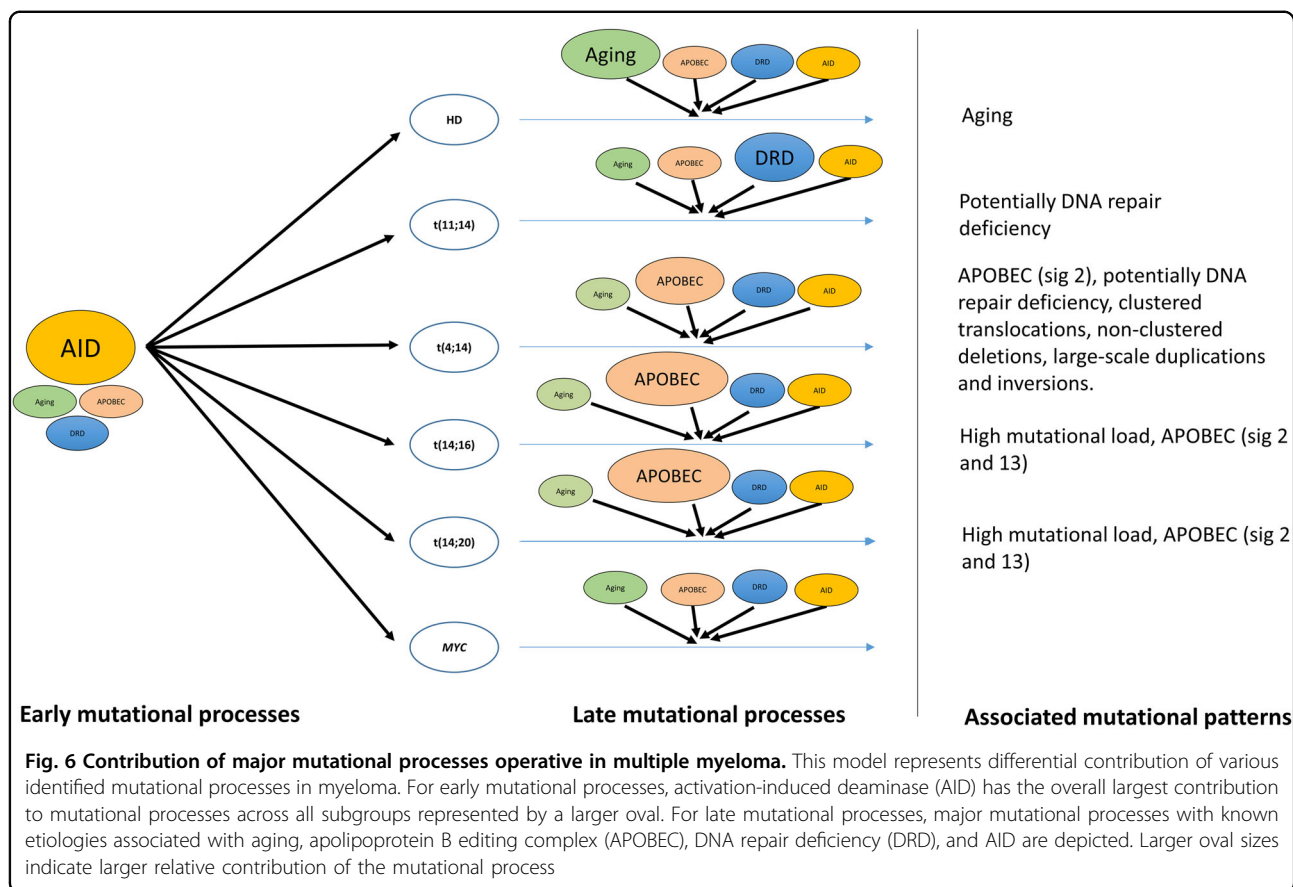 Aging
APOBEC
DRD
AID
HD
Aging
Aging
APOBEC
DRD
AID
t(11;14)
Potentially DNA repair
deficiency
Aging
APOBEC
DRD
AID
t(4;14)
APOBEC (sig 2), potentially DNA
repair deficiency, clustered
translocations, non-clustered
deletions, large-scale duplications
and inversions.
AID
Aging
APOBEC
DRD
Aging
APOBEC
DRD
AID
t(14;16)
High mutational load, APOBEC (sig 2
and 13)
Aging
APOBEC
DRD
AID
t(14;20)
High mutational load, APOBEC (sig 2
and 13)
Aging
APOBEC
DRD
AID
MYC
Early mutational processes
Late mutational processes
Associated mutational patterns
Fig. 6 Contribution of major mutational processes operative in multiple myeloma. This model represents differential contribution of various
identified mutational processes in myeloma. For early mutational processes, activation-induced deaminase (AID) has the overall largest contribution
to mutational processes across all subgroups represented by a larger oval. For late mutational processes, major mutational processes with known
etiologies associated with aging, apolipoprotein B editing complex (APOBEC), DNA repair deficiency (DRD), and AID are depicted. Larger oval sizes
indicate larger relative contribution of the mutational process